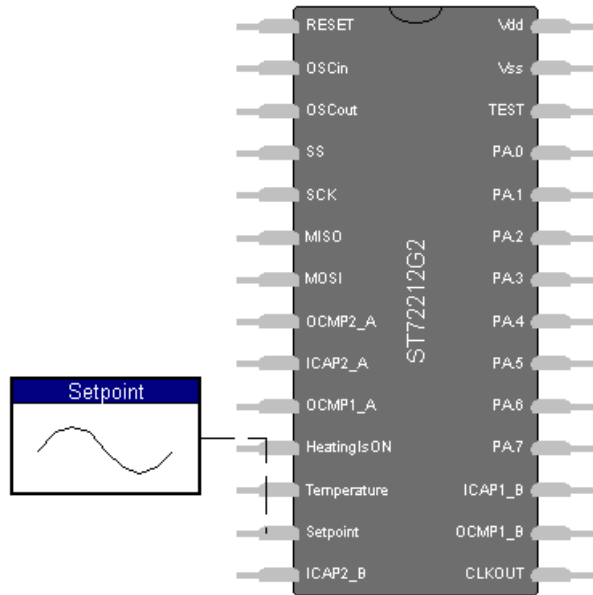 RESET
OSCin
OSCout
SS
SCK
MISO
MOSI
OCMP2_A
ICAP2_A
OCMP1_A
HeatingIsON
Temperature
Setpoint
ICAP2_B
ST72212G2
Vdd
Vss
TEST
PA.0
PA.1
PA.2
PA.3
PA.4
PA.5
PA.6
PA.7
ICAP1_B
OCMP1_B
CLKOUT
Setpoint